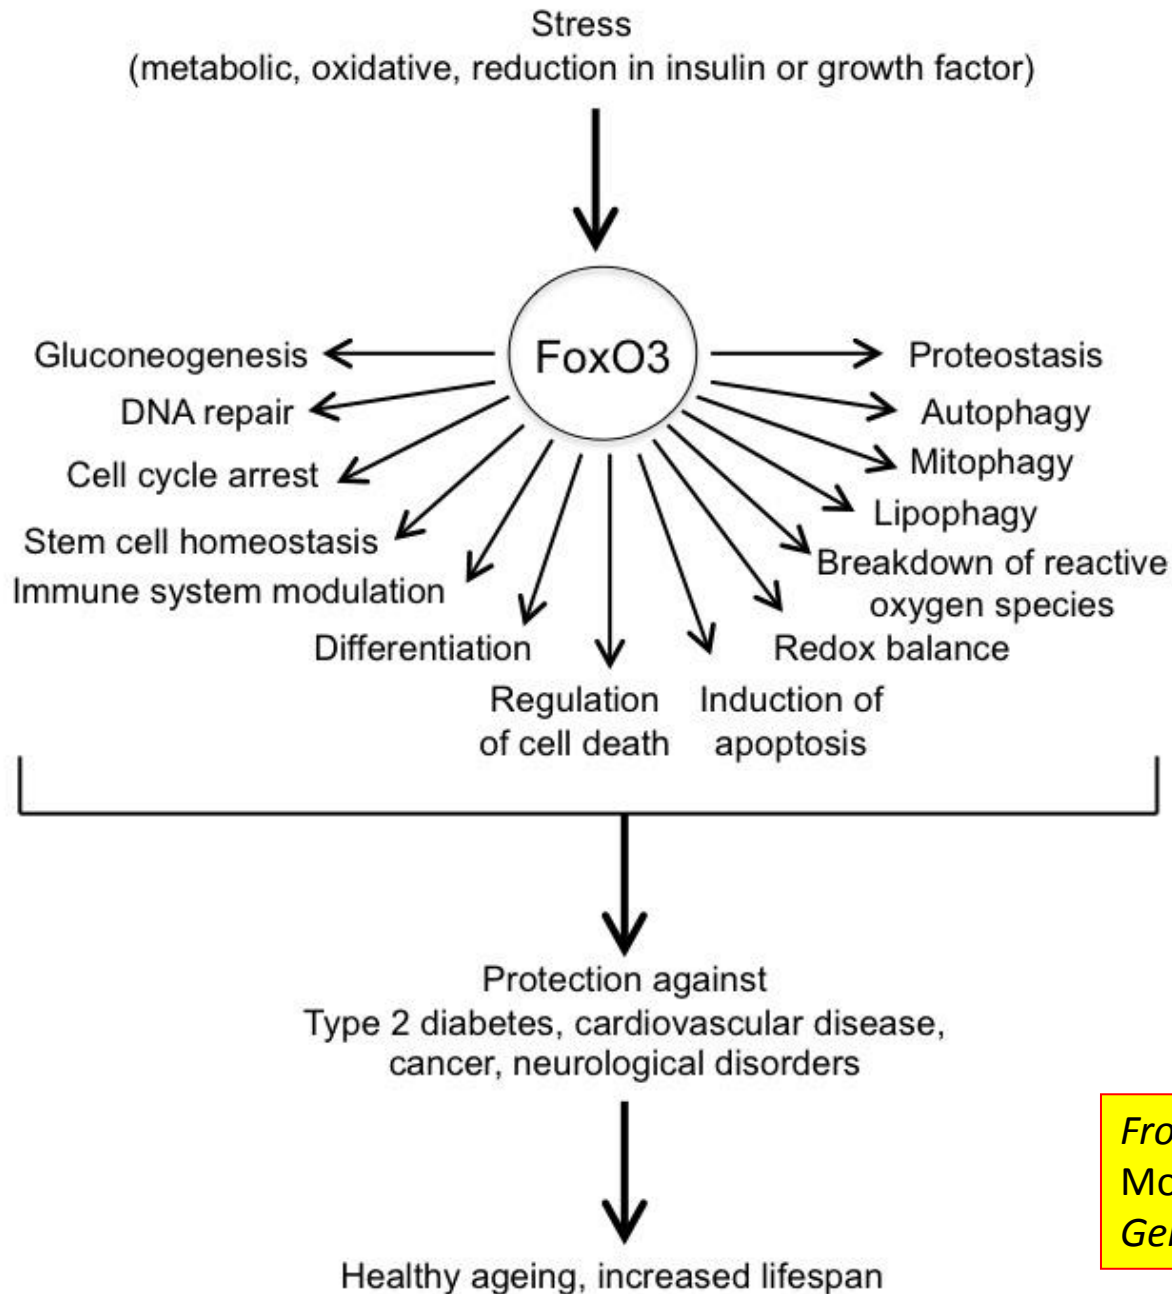 Stress
(metabolic, oxidative, reduction in insulin or growth factor)
FoxO3
Gluconeogenesis
DNA repair
Cell cycle arrest
Stem cell homeostasis
Immune system modulation
Differentiation
Regulation
of cell death
Induction of
apoptosis
Redox balance
Breakdown of reactive
oxygen species
Lipophagy
Mitophagy
Autophagy
Proteostasis
Protection against
Type 2 diabetes, cardiovascular disease,
cancer, neurological disorders
Healthy ageing, increased lifespan